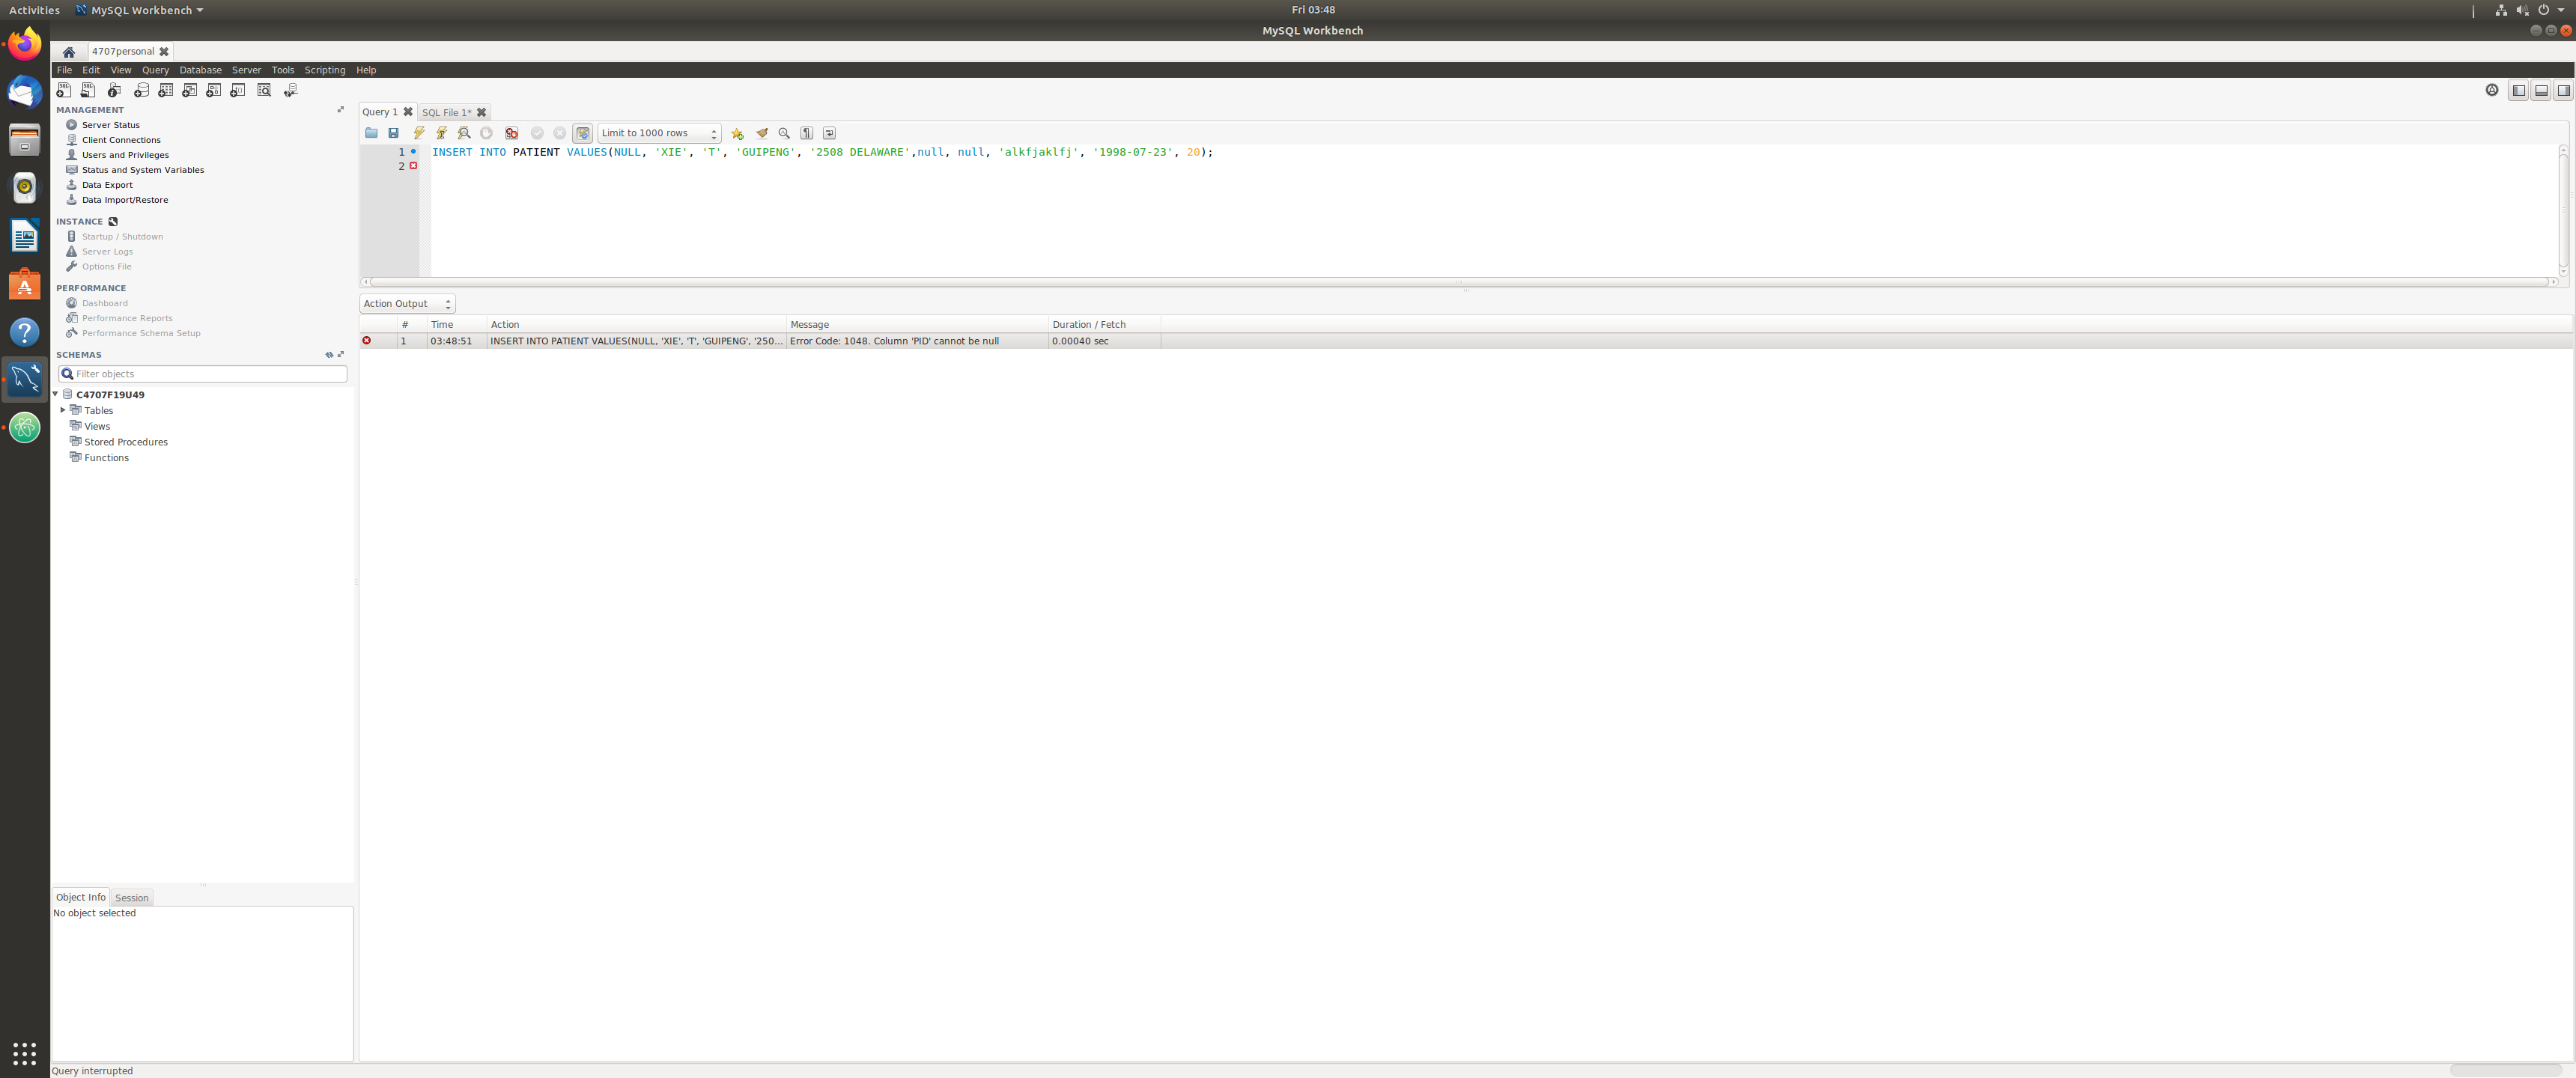 Activities MySQL Workbench Fri 03:48
MySQL Workbench
4707personal
File Edit View Query Database Server Tools Scripting Help
MANAGEMENT
Server Status
Client Connections
Users and Privileges
Status and System Variables
Data Export
Data Import/Restore
INSTANCE
Startup / Shutdown
Server Logs
Options File
PERFORMANCE
Dashboard
Performance Reports
Performance Schema Setup
SCHEMAS
Filter objects
C4707F19U49
Tables
Views
Stored Procedures
Functions
Object Info Session
No object selected
Query 1 SQL File 1*
Limit to 1000 rows
1 INSERT INTO PATIENT VALUES(NULL, 'XIE', 'T', 'GUIPENG', '2508 DELAWARE',null, null, 'alkfjaklfj', '1998-07-23', 20);
2
Action Output
# Time Action Message Duration / Fetch
1 03:48:51 INSERT INTO PATIENT VALUES(NULL, 'XIE', 'T', 'GUIPENG', '250... Error Code: 1048. Column 'PID' cannot be null 0.00040 sec
Query interrupted